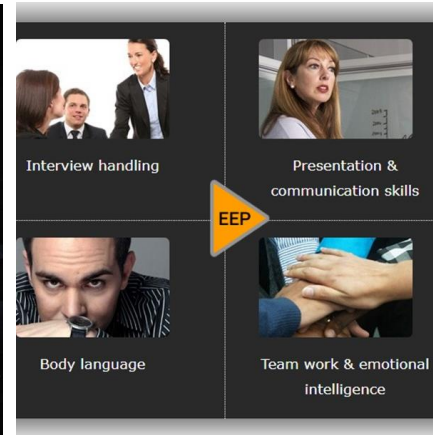 Interview handling
Presentation &
communication skills
EEP
Body language
Team work & emotional
intelligence